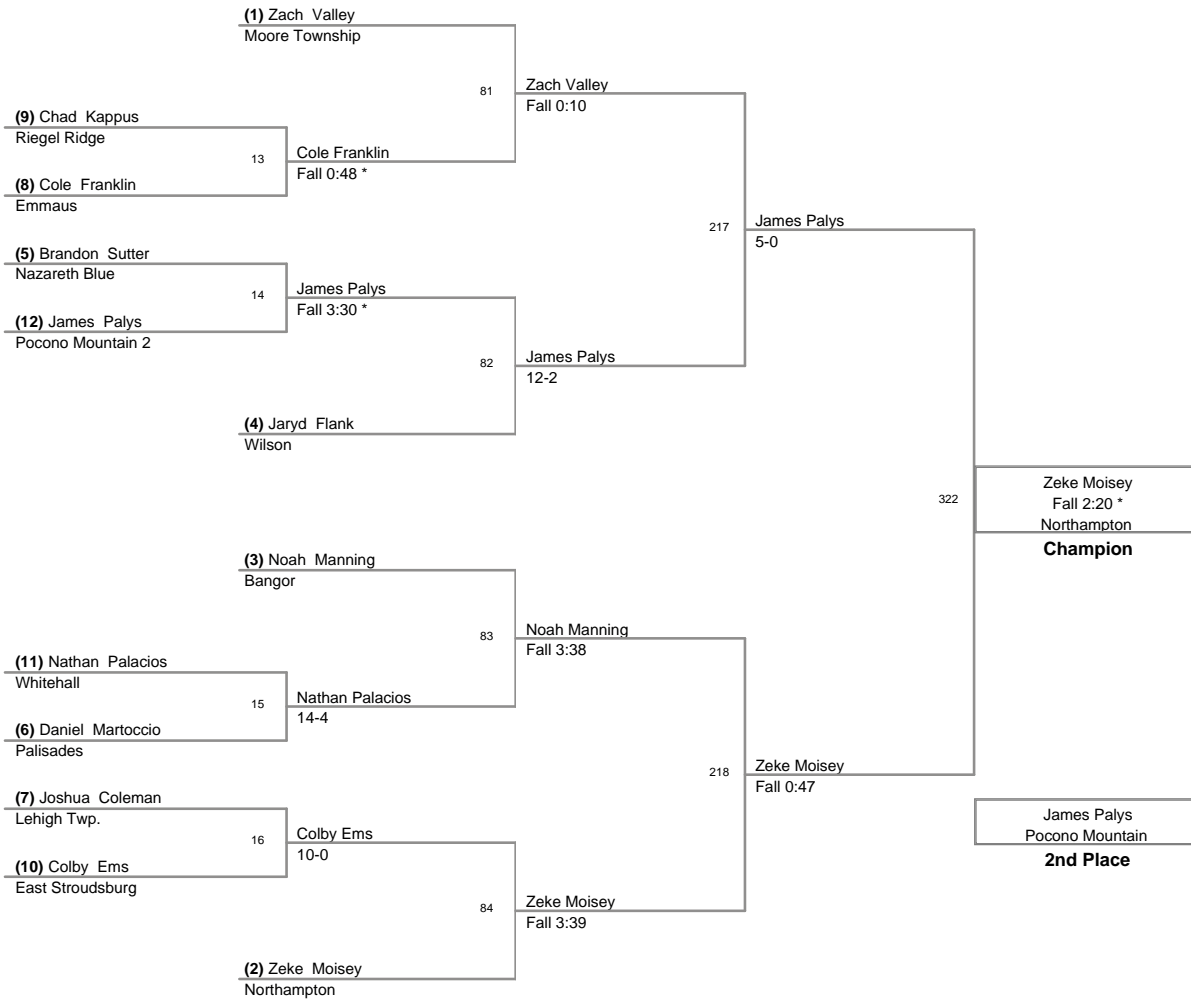 (1) Zach Valley
Moore Township
81
Zach Valley
Fall 0:10
(9) Chad Kappus
Riegel Ridge
13
Cole Franklin
Fall 0:48 *
(8) Cole Franklin
Emmaus
217
James Palys
5-0
(5) Brandon Sutter
Nazareth Blue
14
James Palys
Fall 3:30 *
(12) James Palys
Pocono Mountain 2
82
James Palys
12-2
(4) Jaryd Flank
Wilson
322
Zeke Moisey
Fall 2:20 *
Northampton
Champion
(3) Noah Manning
Bangor
83
Noah Manning
Fall 3:38
(11) Nathan Palacios
Whitehall
15
Nathan Palacios
14-4
(6) Daniel Martoccio
Palisades
218
Zeke Moisey
Fall 0:47
(7) Joshua Coleman
Lehigh Twp.
16
Colby Ems
10-0
(10) Colby Ems
East Stroudsburg
James Palys
Pocono Mountain
2nd Place
84
Zeke Moisey
Fall 3:39
(2) Zeke Moisey
Northampton